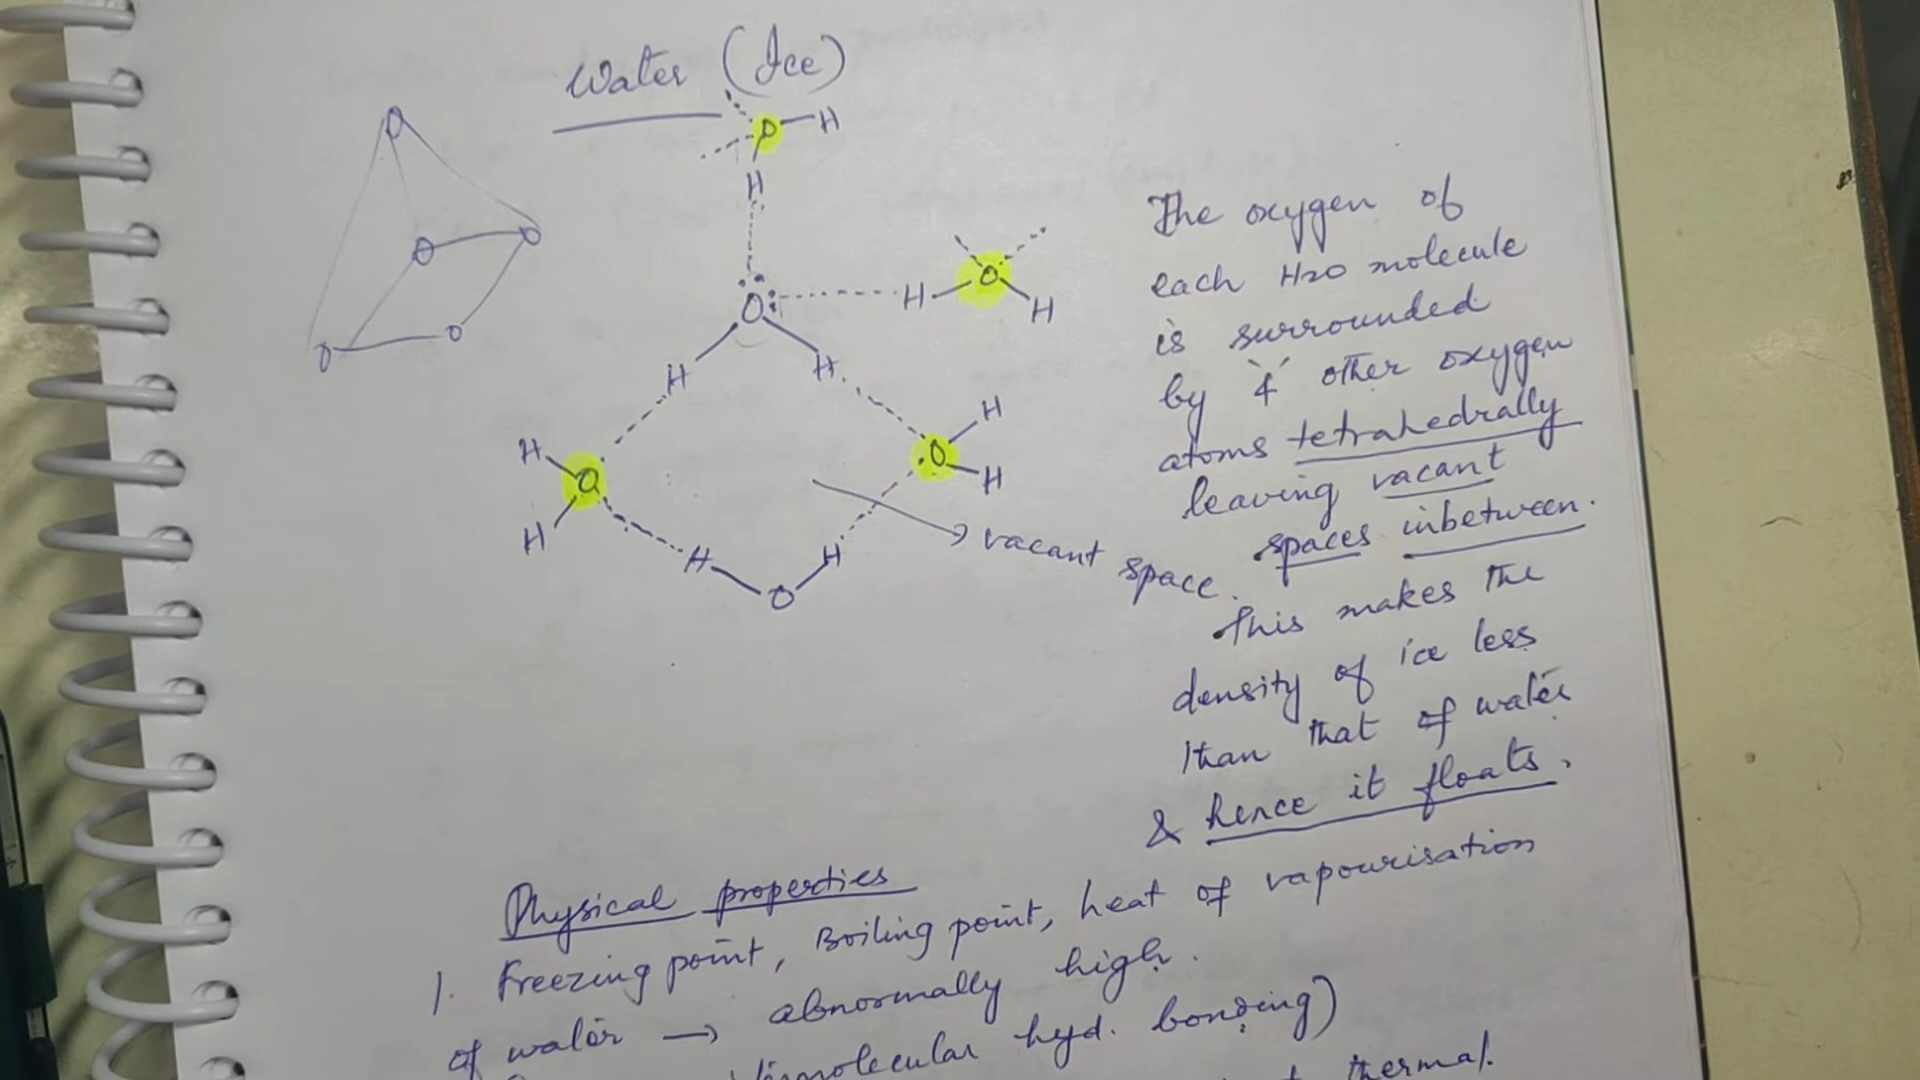 Water (Ice)
O-H
H
H-O
H
O
H H
H
O
H
H
O
H
H H
O
vacant space.
The oxygen of
each H2O molecule
is surrounded
by '4' other oxygen
atoms tetrahedrally
leaving vacant
spaces inbetween.
This makes the
density of ice less
than that of water
& hence it floats.
Physical properties
1. Freezing point, Boiling point, heat of vapourisation
of water → abnormally high.
hyd. bonding)
thermal.